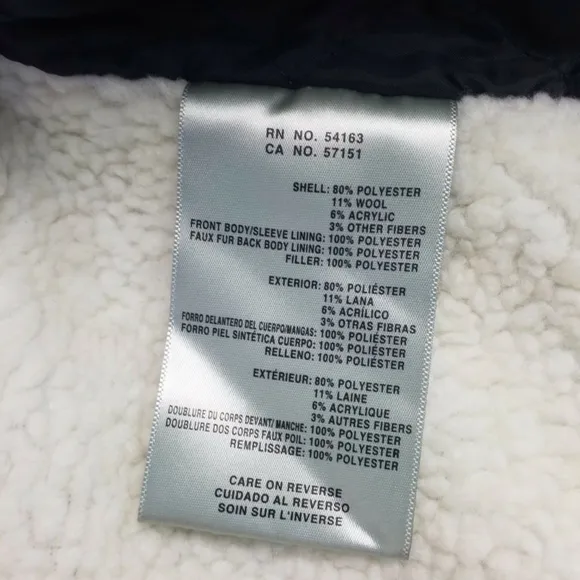 RN NO. 54163
CA NO. 57151
SHELL: 80% POLYESTER
11% WOOL
6% ACRYLIC
3% OTHER FIBERS
FRONT BODY/SLEEVE LINING: 100% POLYESTER
FAUX FUR BACK BODY LINING: 100% POLYESTER
FILLER: 100% POLYESTER
EXTERIOR: 80% POLIÉSTER
11% LANA
6% ACRÍLICO
3% OTRAS FIBRAS
FORRO DELANTERO DEL CUERPO/MANGAS: 100% POLIÉSTER
FORRO PIEL SINTÉTICA CUERPO: 100% POLIÉSTER
RELLENO: 100% POLIÉSTER
EXTÉRIEUR: 80% POLYESTER
11% LAINE
6% ACRYLIQUE
3% AUTRES FIBRES
DOUBLURE DU CORPS DEVANT/MANCHE: 100% POLYESTER
DOUBLURE DOS CORPS FAUX POIL: 100% POLYESTER
REMPLISSAGE: 100% POLYESTER
CARE ON REVERSE
CUIDADO AL REVERSO
SOIN SUR L'INVERSE